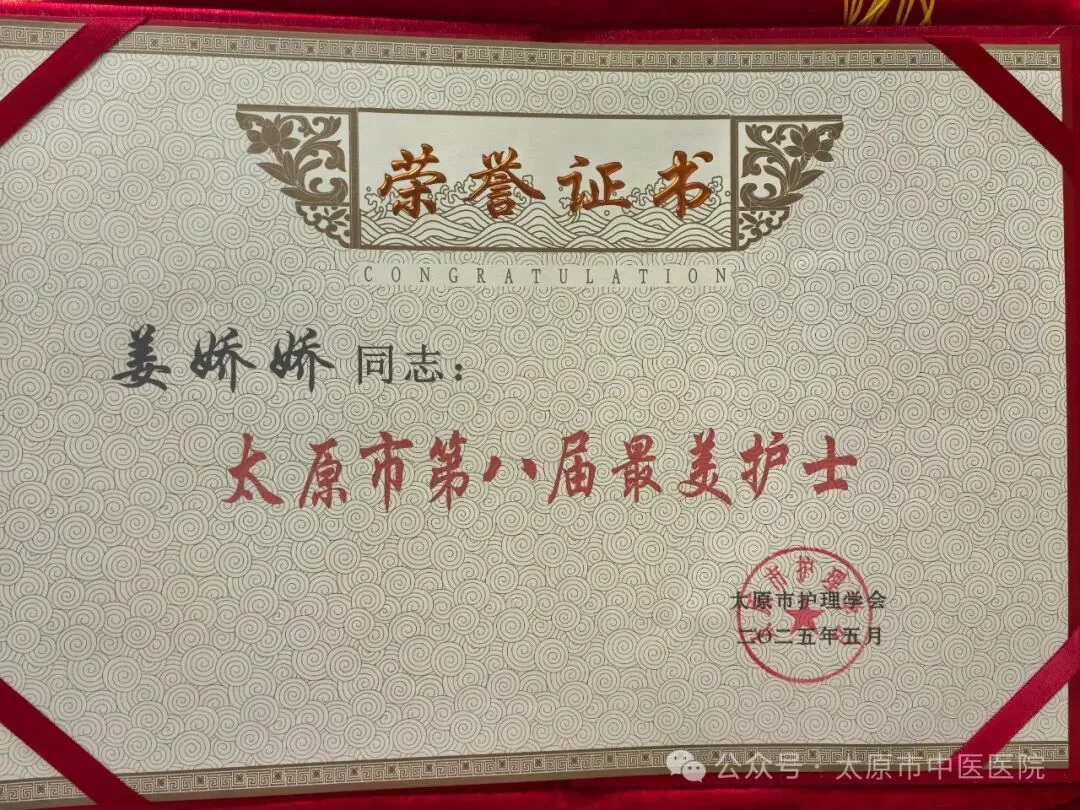 荣誉证书
CONGRATULATION
姜娇娇 同志：
太原市第八届最美护士
太原市护理学会
二〇二五年五月
公众号 · 太原市中医医院